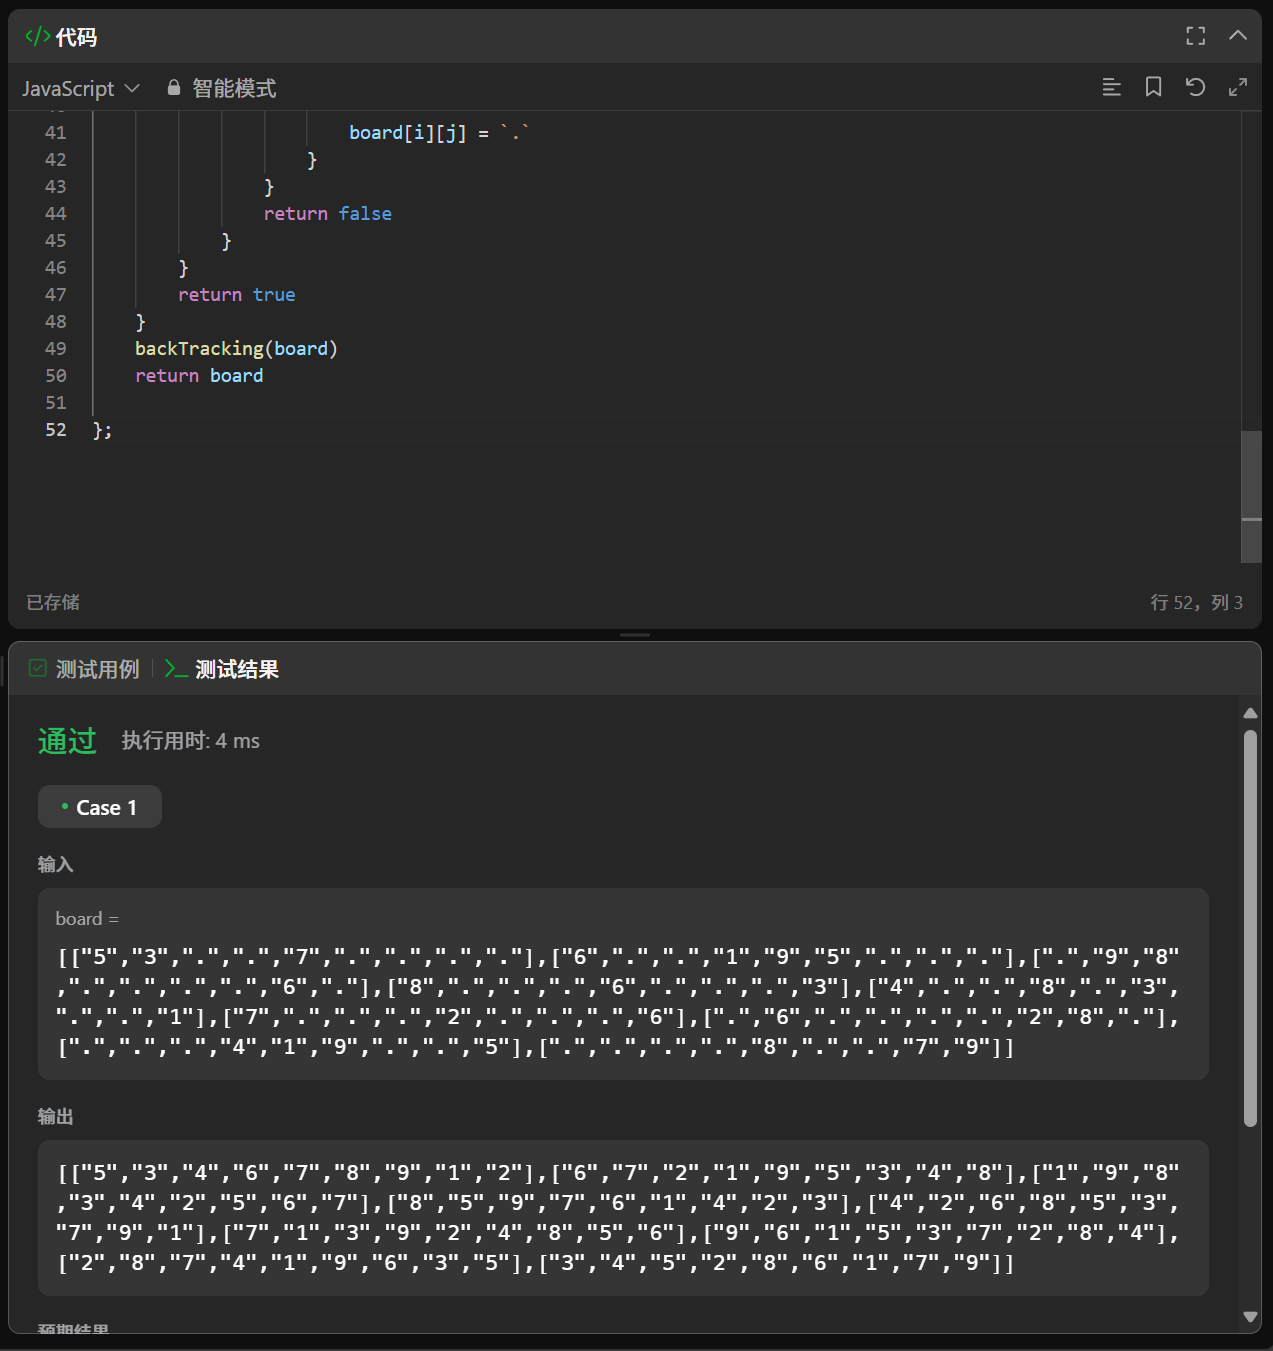 </> 代码
JavaScript 智能模式
41 board[i][j] = `.`
42 }
43 }
44 return false
45 }
46 }
47 return true
48 }
49 backTracking(board)
50 return board
51
52 };
已存储 行 52, 列 3
测试用例 >_ 测试结果
通过 执行用时: 4 ms
• Case 1
输入
board =
[["5","3",".",".","7",".",".",".","."],["6",".",".","1","9","5",".",".","."],[".","9","8"
,".",".",".",".","6","."],["8",".",".",".","6",".",".",".","3"],["4",".",".","8",".","3",
".",".","1"],["7",".",".",".","2",".",".",".","6"],[".","6",".",".",".",".","2","8","."],
[".",".",".","4","1","9",".",".","5"],[".",".",".",".","8",".",".","7","9"]]
输出
[["5","3","4","6","7","8","9","1","2"],["6","7","2","1","9","5","3","4","8"],["1","9","8"
,"3","4","2","5","6","7"],["8","5","9","7","6","1","4","2","3"],["4","2","6","8","5","3",
"7","9","1"],["7","1","3","9","2","4","8","5","6"],["9","6","1","5","3","7","2","8","4"],
["2","8","7","4","1","9","6","3","5"],["3","4","5","2","8","6","1","7","9"]]
预期结果